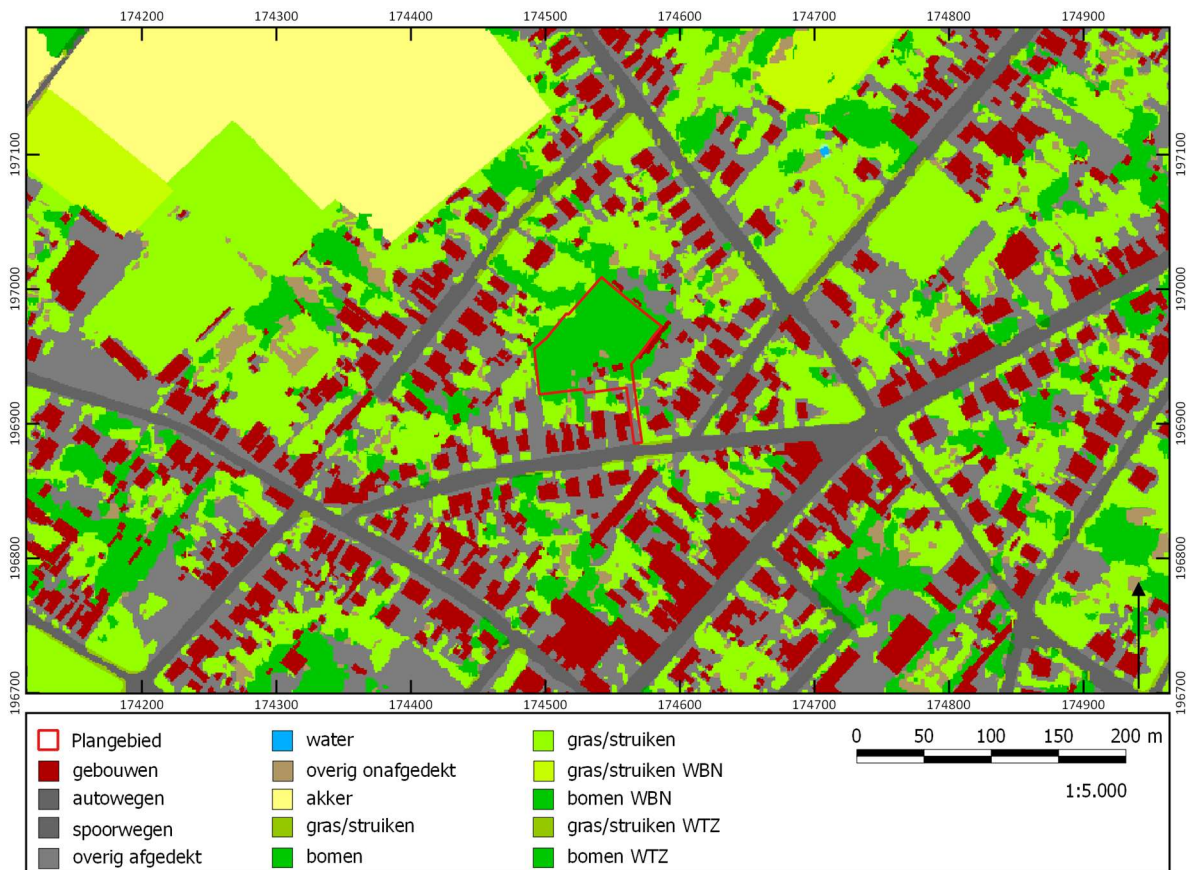 174200 174300 174400 174500 174600 174700 174800 174900
197100 197100
197000 197000
196900 196900
196800 196800
196700 196700
174200 174300 174400 174500 174600 174700 174800 174900
Plangebied
gebouwen
autowegen
spoorwegen
overig afgedekt
water
overig onafgedekt
akker
gras/struiken
bomen
gras/struiken
gras/struiken WBN
bomen WBN
gras/struiken WTZ
bomen WTZ
0 50 100 150 200 m
1:5.000